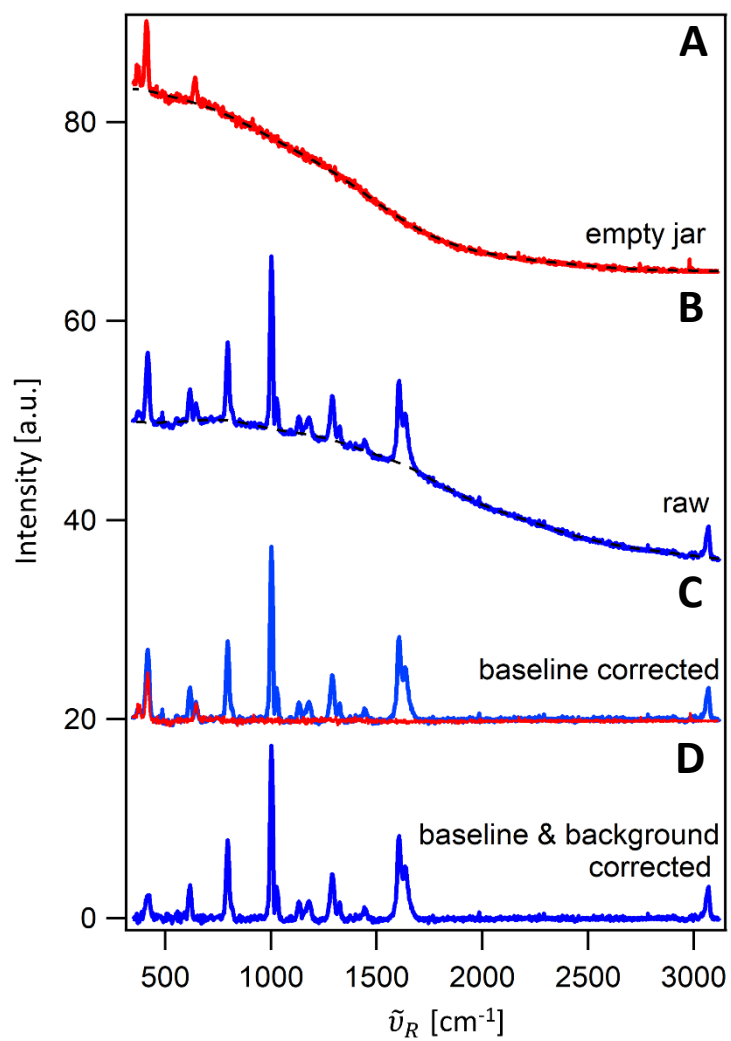 A
80
empty jar
B
60
Intensity [a.u.]
raw
40
C
baseline corrected
20
D
baseline & background
corrected
0
500 1000 1500 2000 2500 3000
ṽR [cm-1]